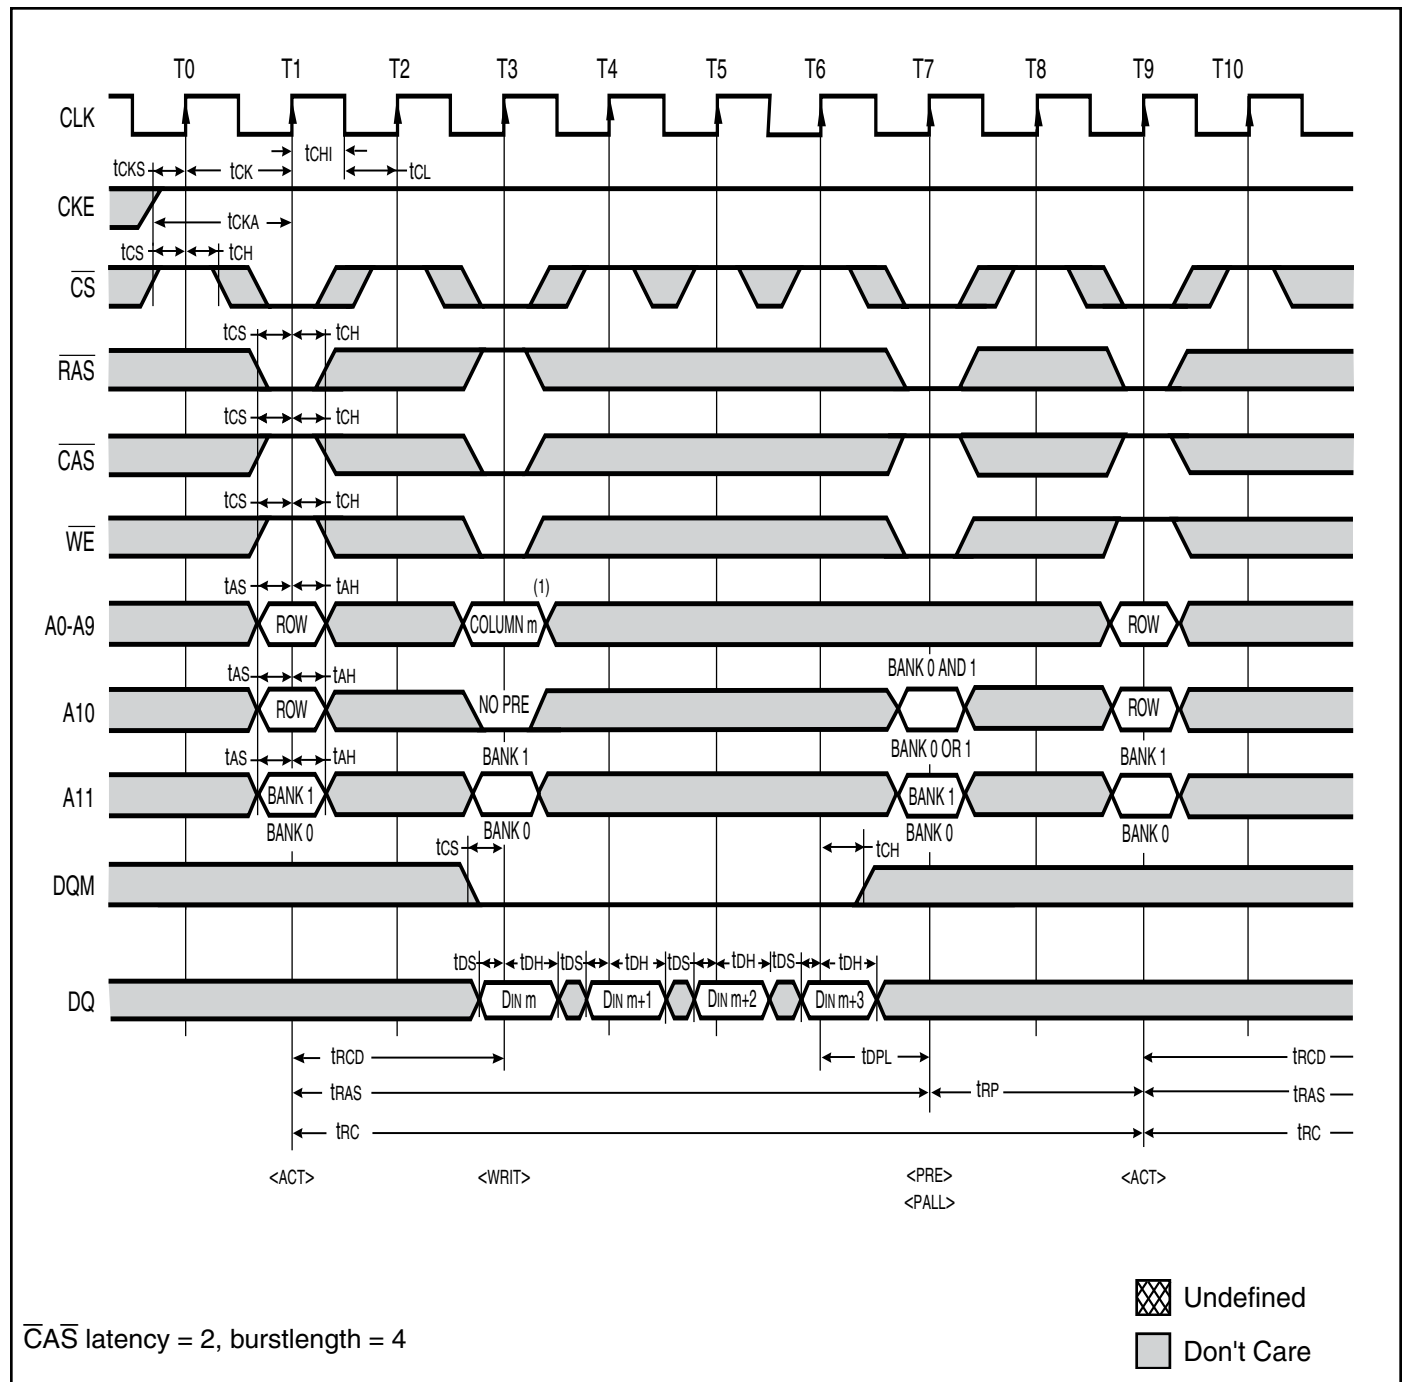 T0 T1 T2 T3 T4 T5 T6 T7 T8 T9 T10
CLK
tCHI
tCKS tCK tCL
CKE
tCKA
tCS tCH
CS
tCS tCH
RAS
tCS tCH
CAS
tCS tCH
WE
tAS tAH (1)
A0-A9 ROW COLUMN m ROW
tAS tAH BANK 0 AND 1
A10 ROW NO PRE ROW
tAS tAH BANK 1 BANK 0 OR 1 BANK 1
A11 BANK 1 BANK 1
BANK 0 BANK 0 BANK 0 BANK 0
tCS tCH
DQM
tDS tDH tDS tDH tDS tDH tDS tDH
DQ DIN m DIN m+1 DIN m+2 DIN m+3
tRCD tDPL tRCD
tRAS tRP tRAS
tRC tRC
<ACT> <WRIT> <PRE> <ACT>
<PALL>
Undefined
CAS latency = 2, burstlength = 4
Don't Care